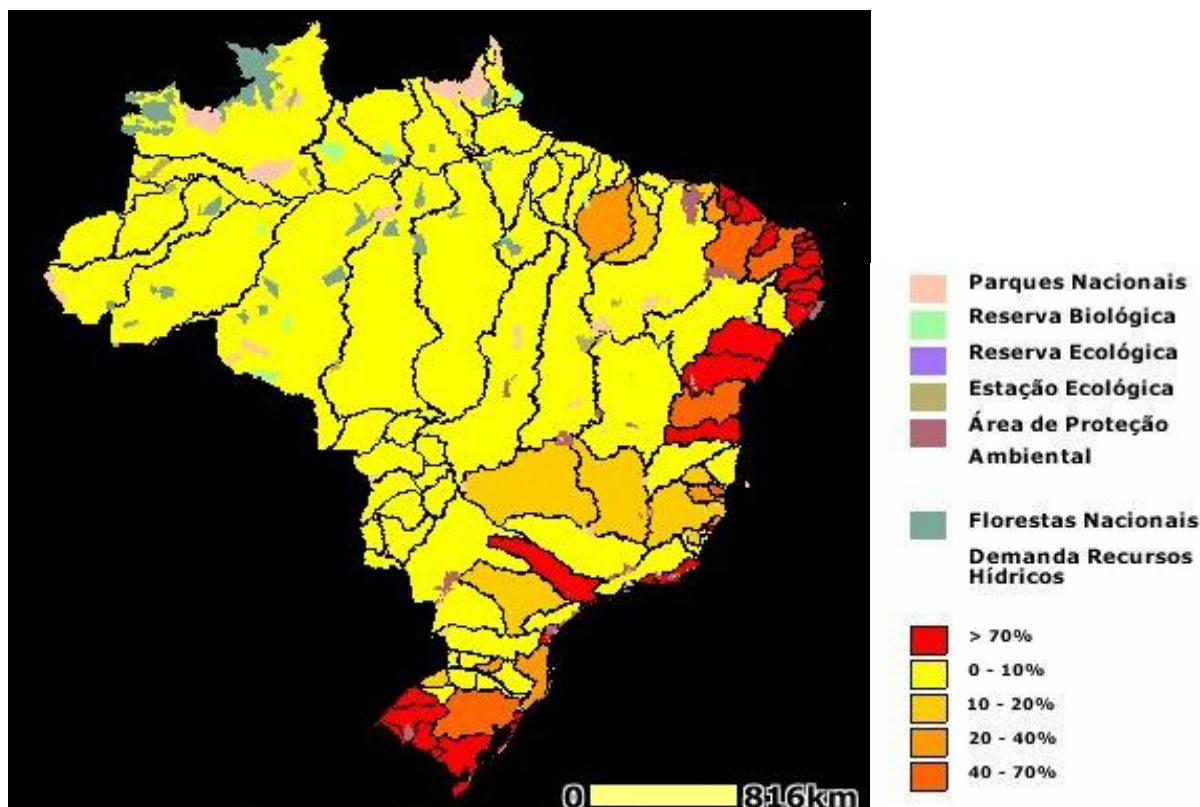 Parques Nacionais
Reserva Biológica
Reserva Ecológica
Estação Ecológica
Área de Proteção
Ambiental
Florestas Nacionais
Demanda Recursos
Hídricos
> 70%
0 - 10%
10 - 20%
20 - 40%
40 - 70%
0 816km